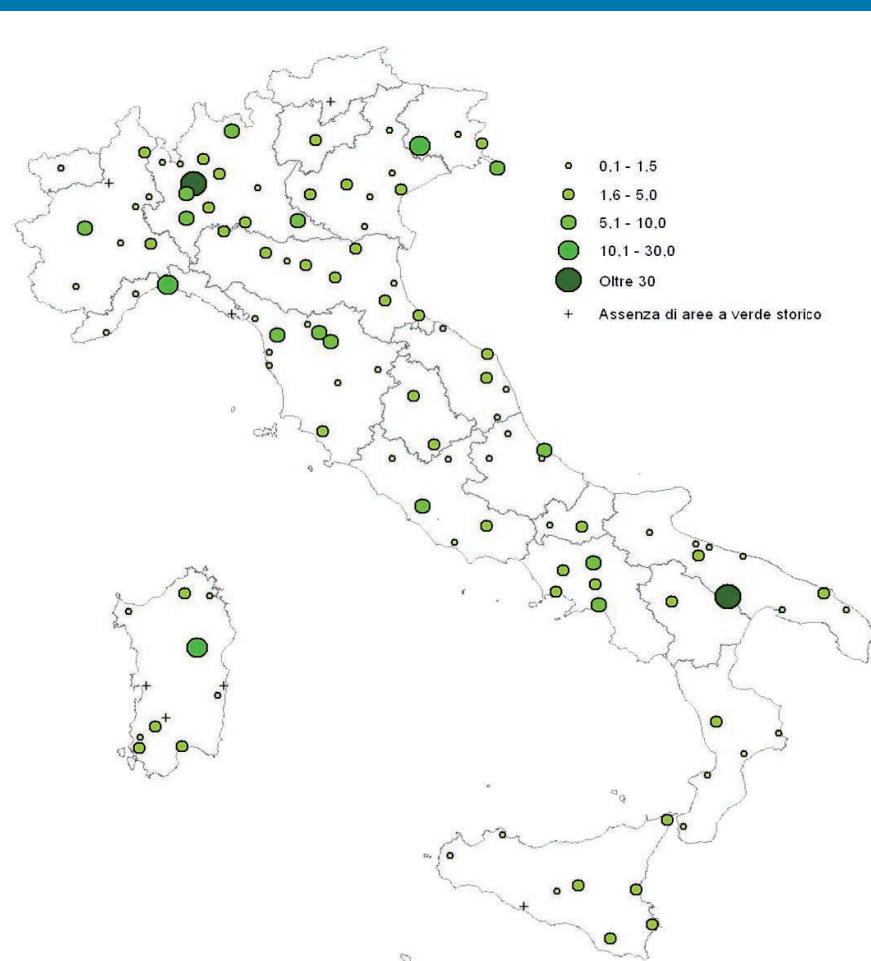 0,1 - 1,5
1,6 - 5,0
5,1 - 10,0
10,1 - 30,0
Oltre 30
+ Assenza di aree a verde storico